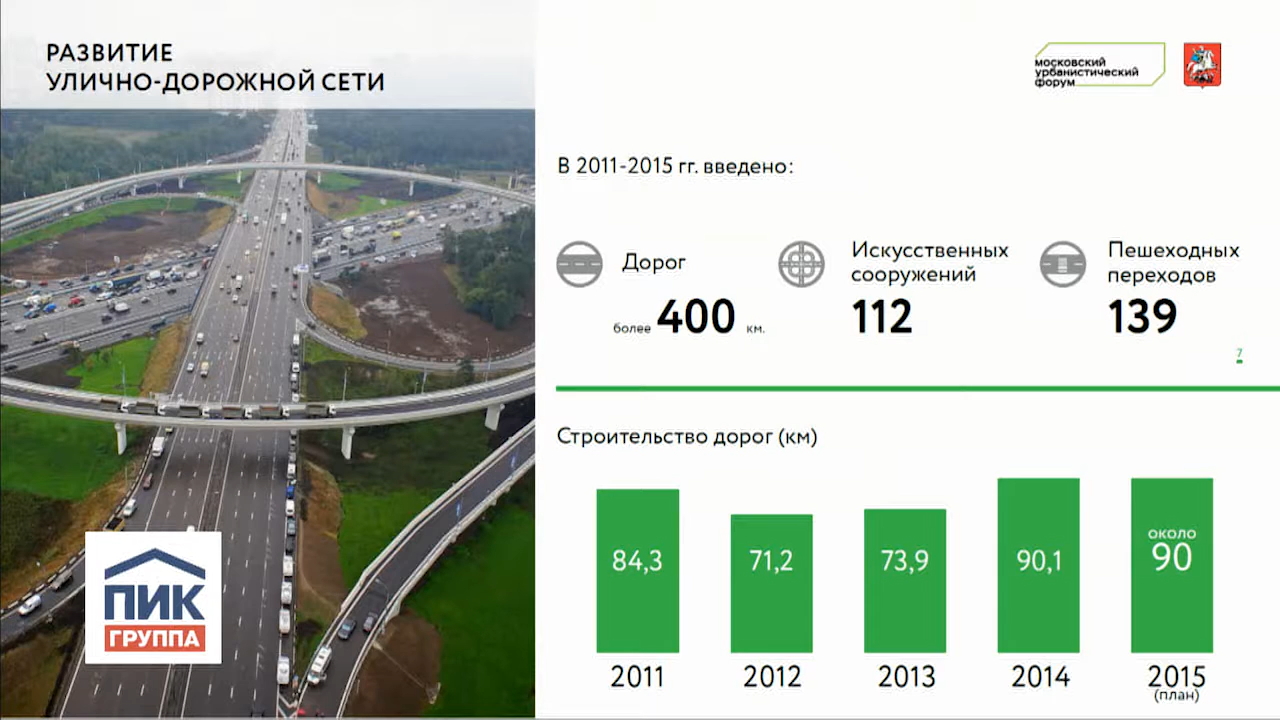 РАЗВИТИЕ
УЛИЧНО-ДОРОЖНОЙ СЕТИ
московский
урбанистический
форум
В 2011-2015 гг. введено:
Дорог
более 400 км.
Искусственных
сооружений
112
Пешеходных
переходов
139
7
Строительство дорог (км)
84,3
71,2
73,9
90,1
ОКОЛО
90
2011
2012
2013
2014
2015
(план)
ПИК
ГРУППА